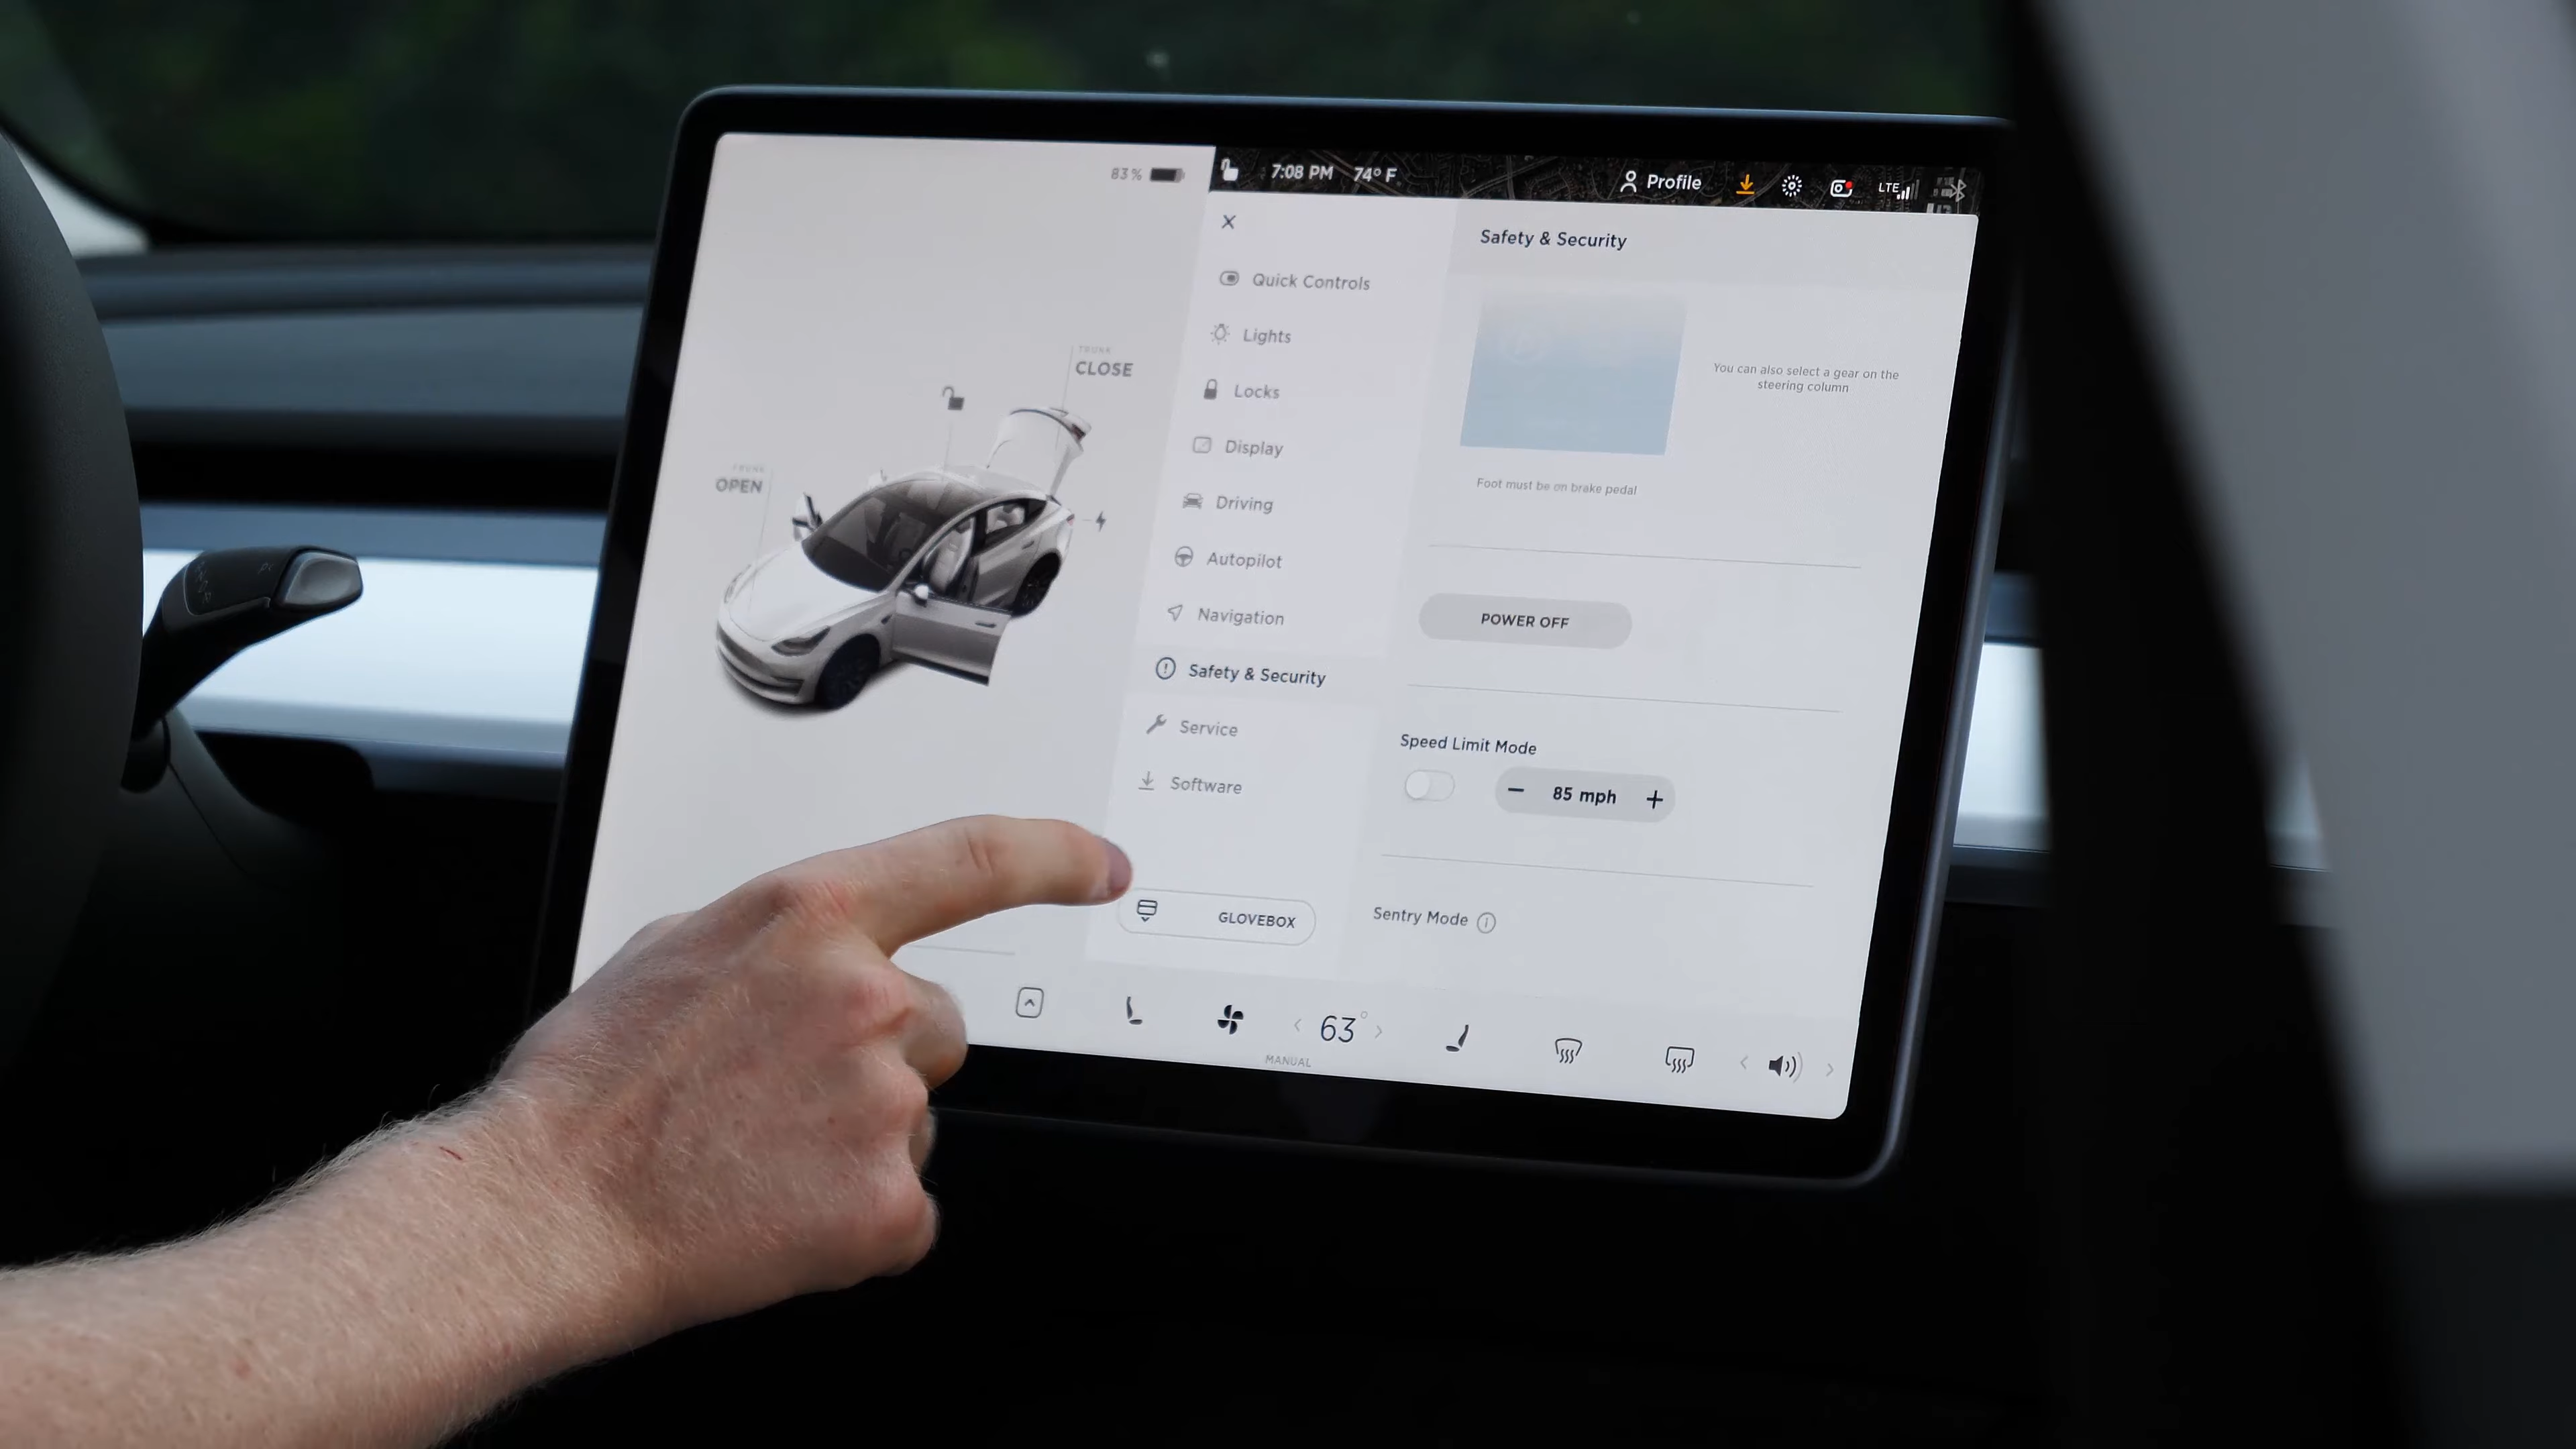 83%
7:08 PM
74° F
Profile
LTE
TRUNK
CLOSE
OPEN
Quick Controls
Lights
Locks
Display
Driving
Autopilot
Navigation
Safety & Security
Service
Software
GLOVEBOX
Safety & Security
You can also select a gear on the
steering column
Foot must be on brake pedal
POWER OFF
Speed Limit Mode
85 mph
Sentry Mode
63°
MANUAL